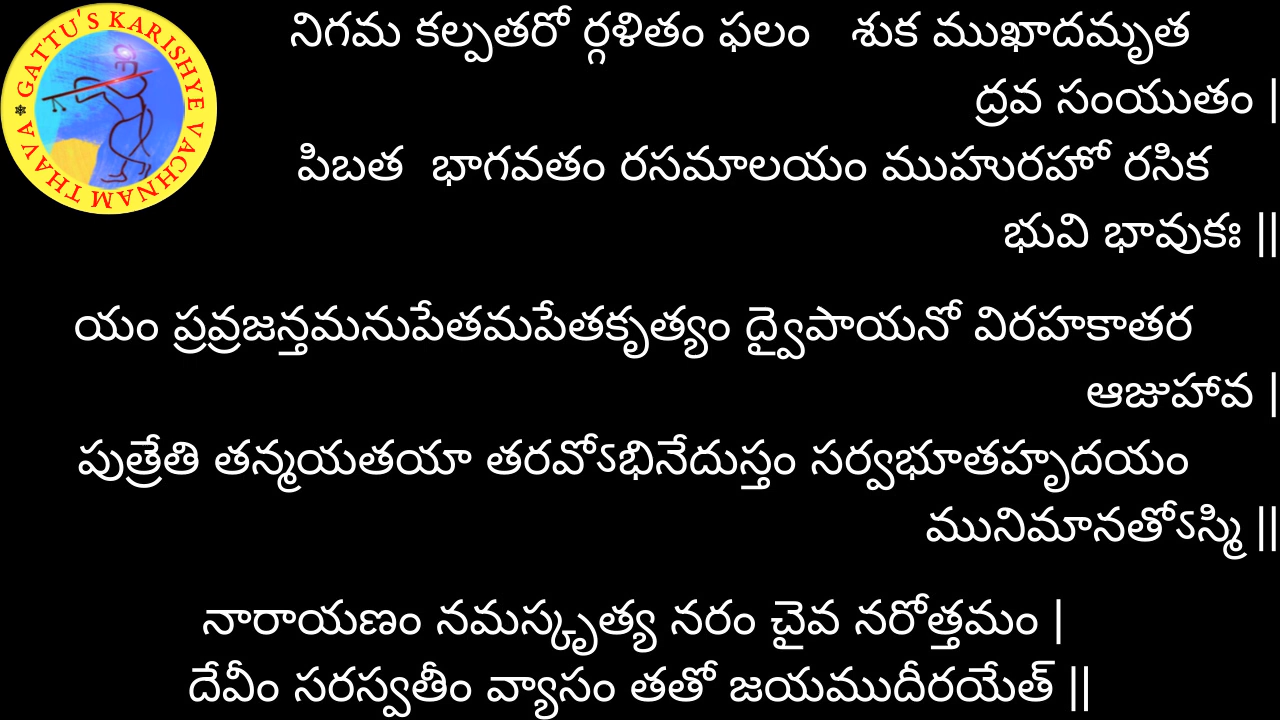 GATTU'S KARISHYE VACHNAM THAVA
నిగమ కల్పతరో ర్గళితం ఫలం శుక ముఖాదమృత
ద్రవ సంయుతం |
పిబత భాగవతం రసమాలయం ముహురహో రసిక
భువి భావుకః ||
యం ప్రవ్రజన్తమనుపేతమపేతకృత్యం ద్వైపాయనో విరహకాతర
ఆజుహావ |
పుత్రేతి తన్మయతయా తరవోఽభినేదుస్తం సర్వభూతహృదయం
మునిమానతోఽస్మి ||
నారాయణం నమస్కృత్య నరం చైవ నరోత్తమం |
దేవీం సరస్వతీం వ్యాసం తతో జయముదీరయేత్ ||